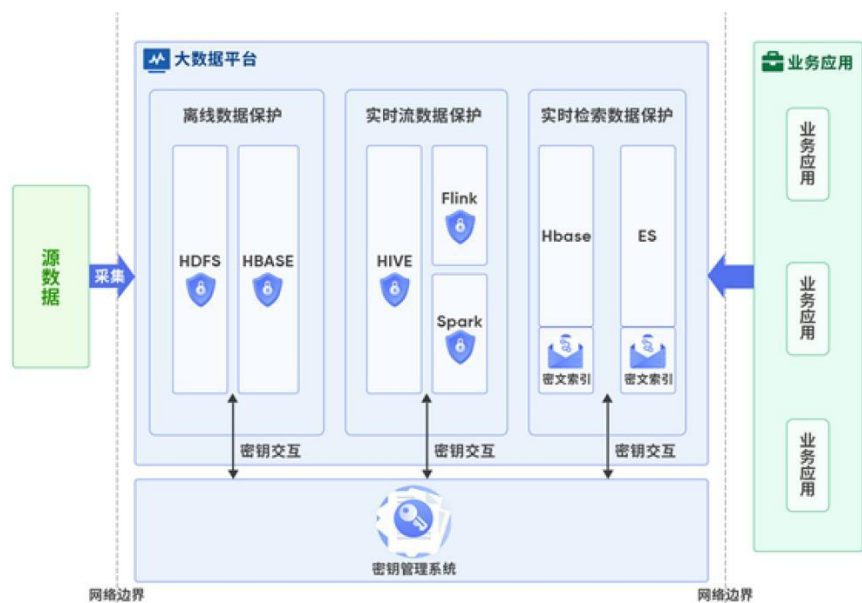 大数据平台
业务应用
离线数据保护
实时流数据保护
实时检索数据保护
源数据
采集
HDFS
HBASE
HIVE
Flink
Spark
Hbase
ES
密文索引
密文索引
业务应用
业务应用
业务应用
密钥交互
密钥交互
密钥交互
密钥管理系统
网络边界
网络边界